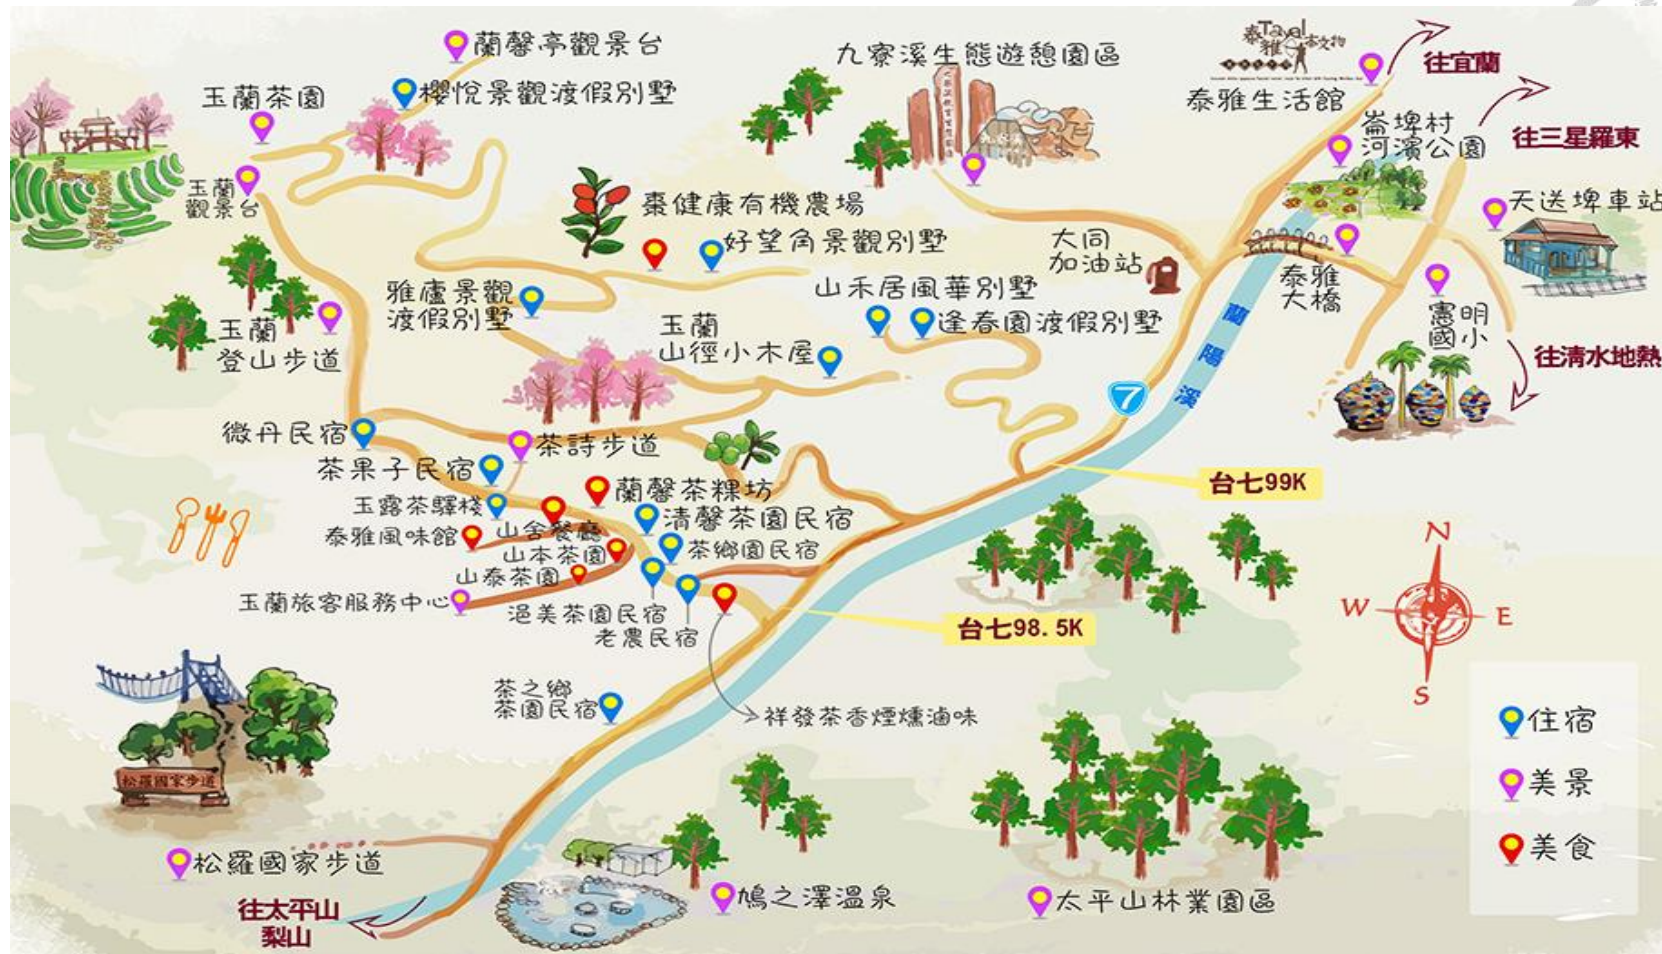 蘭馨亭觀景台
櫻悅景觀渡假別墅
玉蘭茶園
玉蘭
觀景台
九寮溪生態遊憩園區
Tayal
泰雅
文物
泰雅生活館
往宜蘭
崙埤村
河濱公園
往三星羅東
天送埤車站
棗健康有機農場
好望角景觀別墅
大同
加油站
泰雅
大橋
憲明
國小
往清水地熱
雅廬景觀
渡假別墅
山禾居風華別墅
逢春園渡假別墅
玉蘭
登山步道
玉蘭
山徑小木屋
蘭
陽
溪
7
微丹民宿
茶詩步道
茶果子民宿
蘭馨茶粿坊
台七99K
玉露茶驛棧
清馨茶園民宿
泰雅風味館
山舍餐廳
山本茶園
茶鄉園民宿
山泰茶園
玉蘭旅客服務中心
浥美茶園民宿
老農民宿
台七98.5K
N
W
E
S
茶之鄉
茶園民宿
祥發茶香煙燻滷味
松羅國家步道
松羅國家步道
往太平山
梨山
鳩之澤溫泉
太平山林業園區
住宿
美景
美食